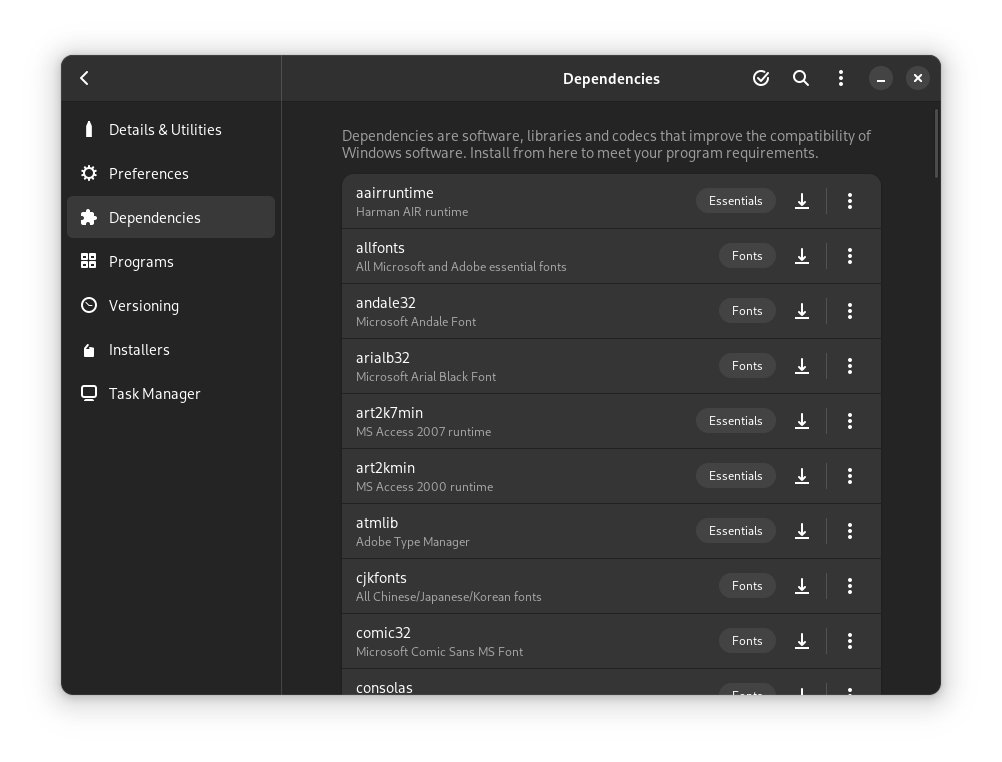 Dependencies
Details & Utilities
Preferences
Dependencies
Programs
Versioning
Installers
Task Manager
Dependencies are software, libraries and codecs that improve the compatibility of
Windows software. Install from here to meet your program requirements.
aairruntime
Harman AIR runtime
Essentials
allfonts
All Microsoft and Adobe essential fonts
Fonts
andale32
Microsoft Andale Font
Fonts
arialb32
Microsoft Arial Black Font
Fonts
art2k7min
MS Access 2007 runtime
Essentials
art2kmin
MS Access 2000 runtime
Essentials
atmlib
Adobe Type Manager
Essentials
cjkfonts
All Chinese/Japanese/Korean fonts
Fonts
comic32
Microsoft Comic Sans MS Font
Fonts
consolas
Fonts